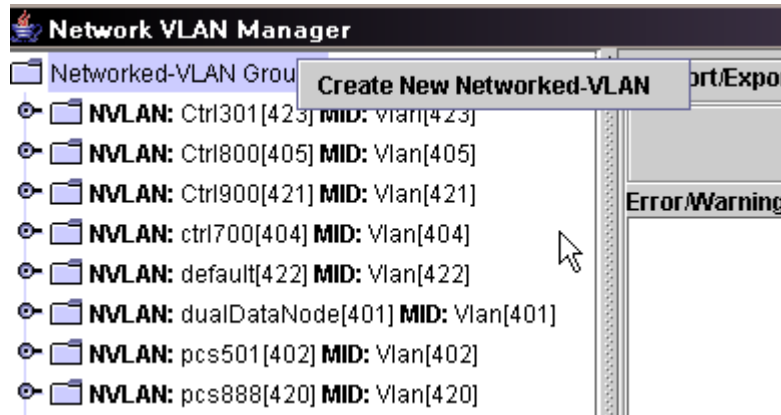 Network VLAN Manager
Networked-VLAN Grou
Create New Networked-VLAN
ort/Expo
NVLAN: Ctrl301[423] MID: Vlan[423]
NVLAN: Ctrl800[405] MID: Vlan[405]
NVLAN: Ctrl900[421] MID: Vlan[421]
Error/Warning
NVLAN: ctrl700[404] MID: Vlan[404]
NVLAN: default[422] MID: Vlan[422]
NVLAN: dualDataNode[401] MID: Vlan[401]
NVLAN: pcs501[402] MID: Vlan[402]
NVLAN: pcs888[420] MID: Vlan[420]